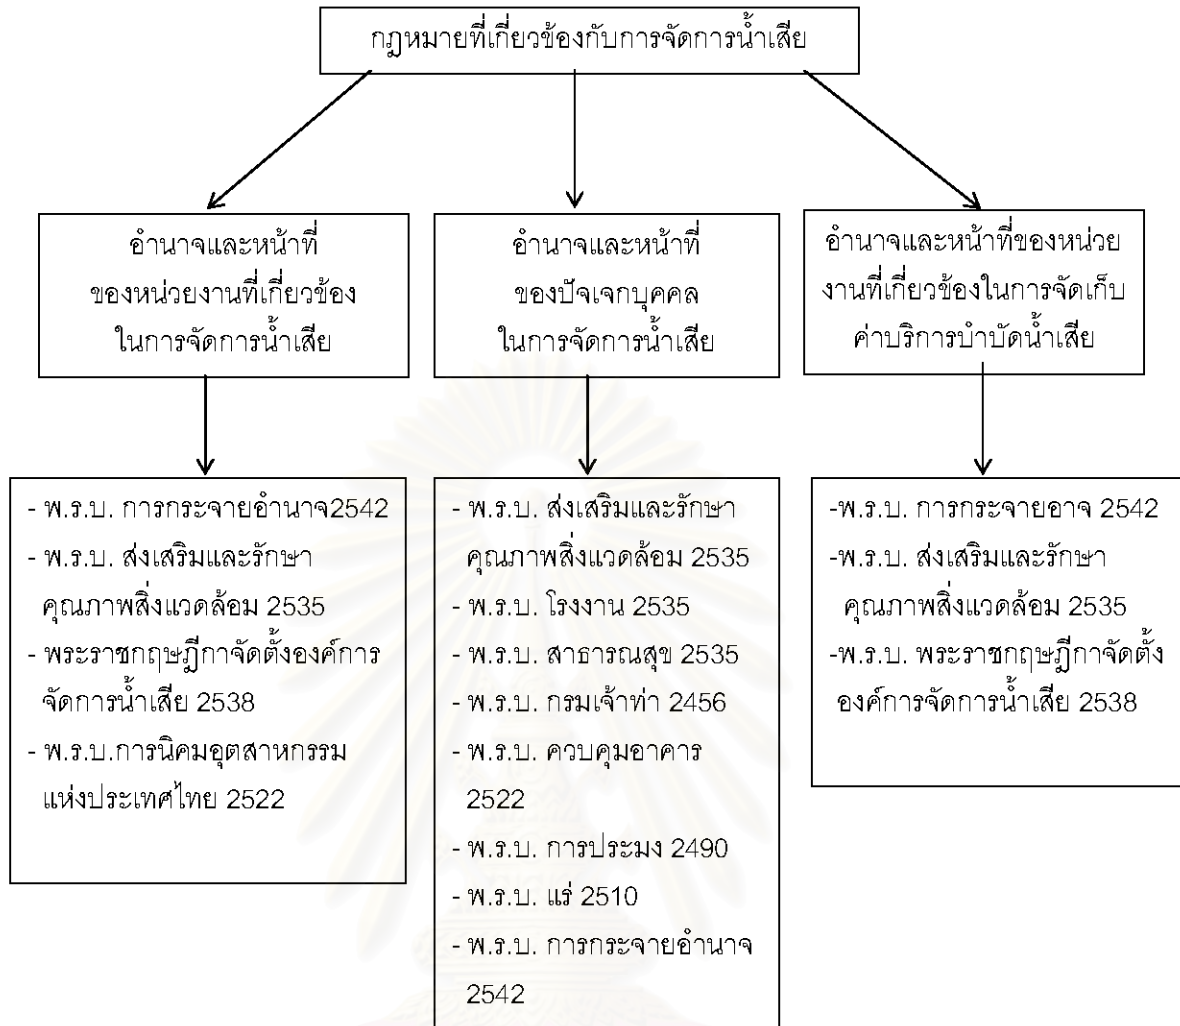 กฎหมายที่เกี่ยวข้องกับการจัดการน้ำเสีย
อำนาจและหน้าที่
ของหน่วยงานที่เกี่ยวข้อง
ในการจัดการน้ำเสีย
อำนาจและหน้าที่
ของปัจเจกบุคคล
ในการจัดการน้ำเสีย
อำนาจและหน้าที่ของหน่วย
งานที่เกี่ยวข้องในการจัดเก็บ
ค่าบริการบำบัดน้ำเสีย
- พ.ร.บ. การกระจายอำนาจ2542
- พ.ร.บ. ส่งเสริมและรักษา
คุณภาพสิ่งแวดล้อม 2535
- พระราชกฤษฎีกาจัดตั้งองค์การ
จัดการน้ำเสีย 2538
- พ.ร.บ.การนิคมอุตสาหกรรม
แห่งประเทศไทย 2522
- พ.ร.บ. ส่งเสริมและรักษา
คุณภาพสิ่งแวดล้อม 2535
- พ.ร.บ. โรงงาน 2535
- พ.ร.บ. สาธารณสุข 2535
- พ.ร.บ. กรมเจ้าท่า 2456
- พ.ร.บ. ควบคุมอาคาร
2522
- พ.ร.บ. การประมง 2490
- พ.ร.บ. แร่ 2510
- พ.ร.บ. การกระจายอำนาจ
2542
-พ.ร.บ. การกระจายอาจ 2542
-พ.ร.บ. ส่งเสริมและรักษา
คุณภาพสิ่งแวดล้อม 2535
-พ.ร.บ. พระราชกฤษฎีกาจัดตั้ง
องค์การจัดการน้ำเสีย 2538